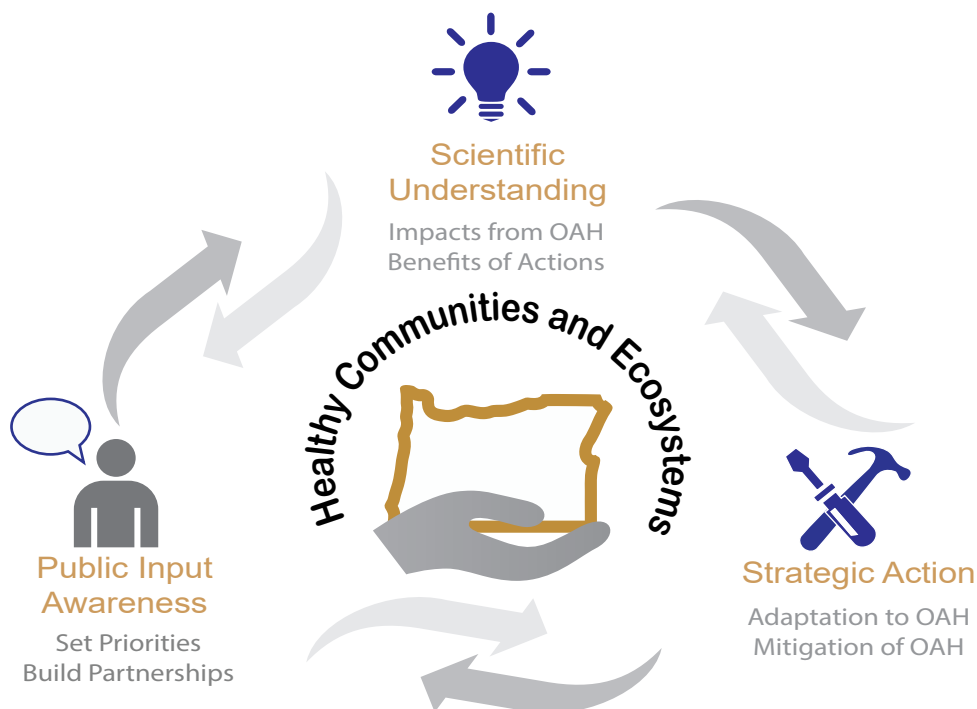 Scientific
Understanding
Impacts from OAH
Benefits of Actions
Healthy Communities and Ecosystems
Public Input
Awareness
Set Priorities
Build Partnerships
Strategic Action
Adaptation to OAH
Mitigation of OAH